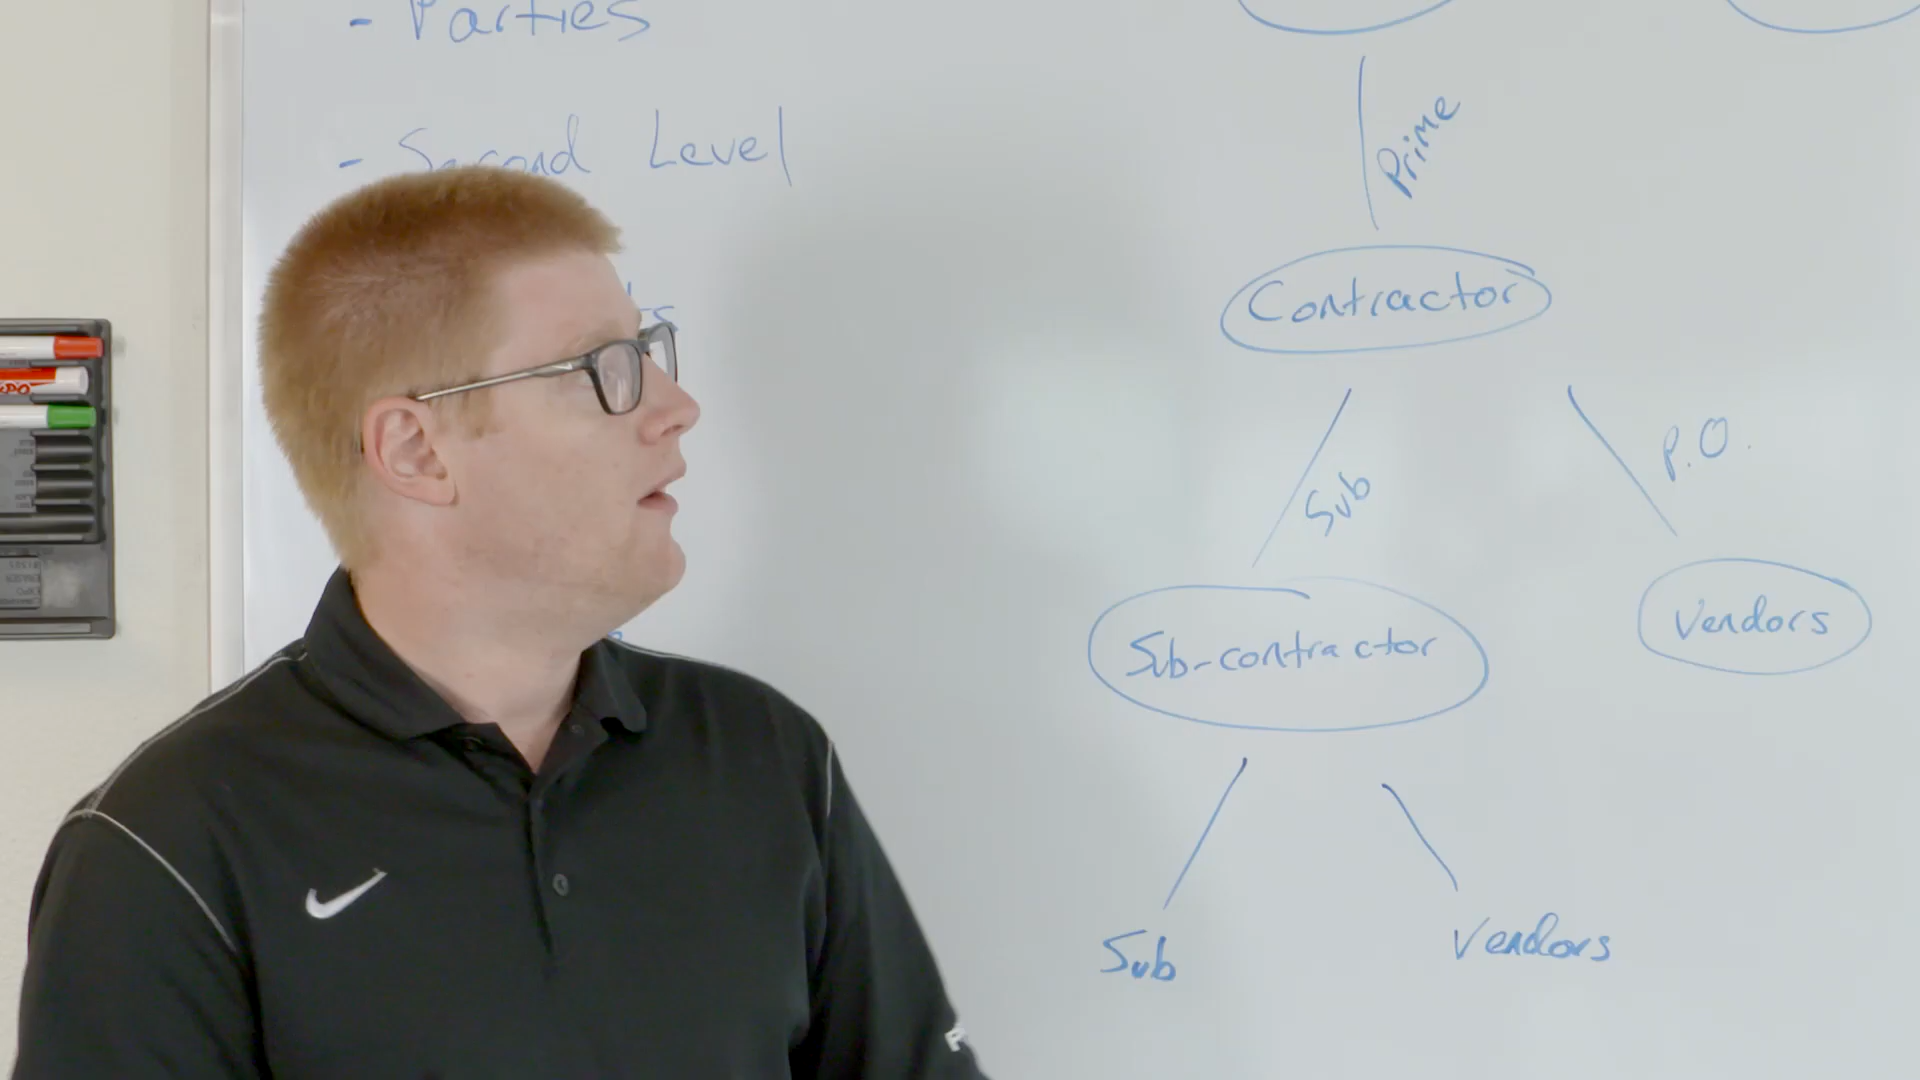 - Parties
- Second Level
Prime
Contractor
Sub
P.O.
Sub-contractor
Vendors
Sub
Vendors